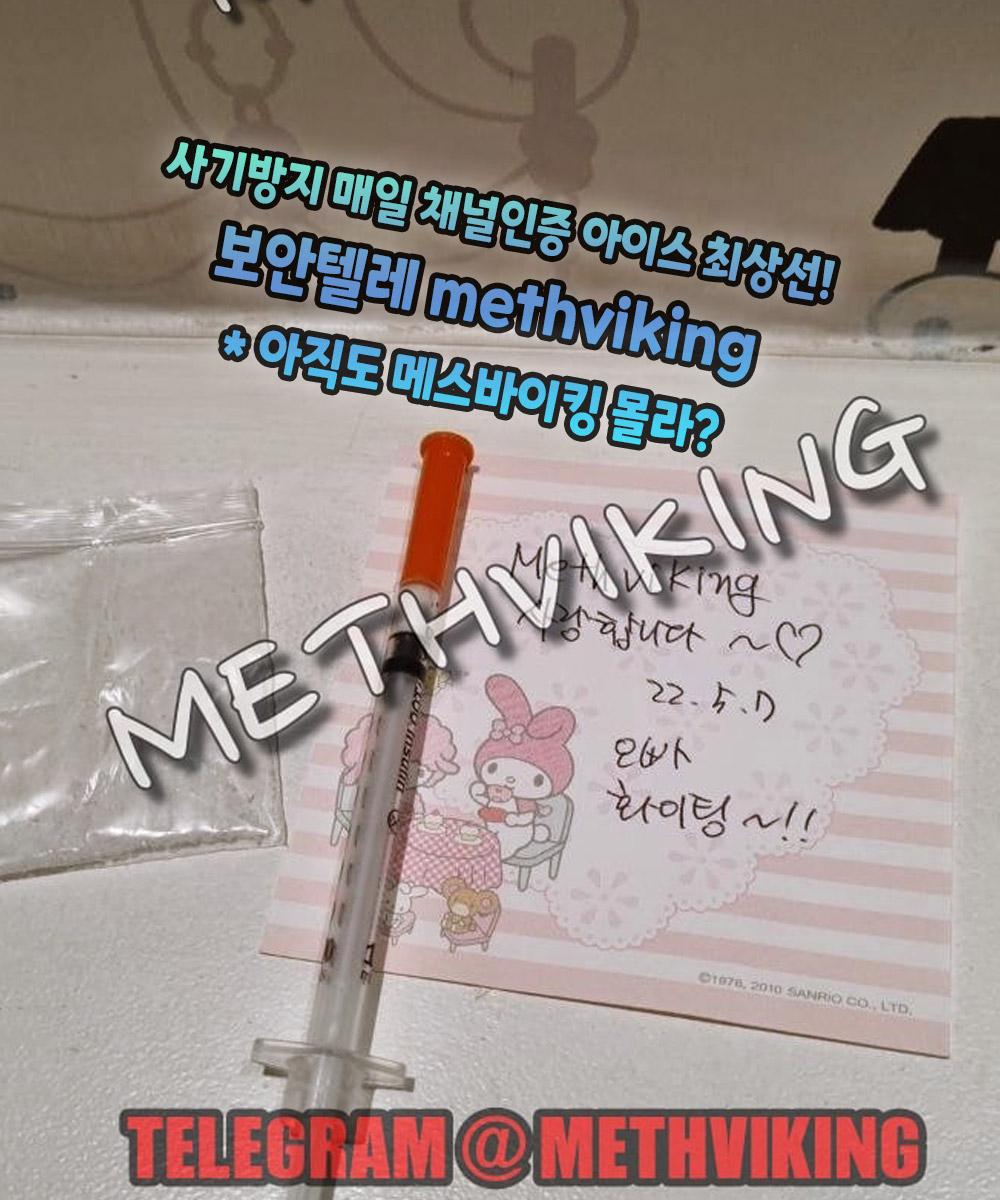 사기방지 매일 채널인증 아이스 최상선!
보안텔레 methviking
* 아직도 메스바이킹 몰라?
METHVIKING
Methviking
사랑합니다 ~♡
22.5.17
오빠
화이팅 ~!!
©1976, 2010 SANRIO CO., LTD.
TELEGRAM@METHVIKING